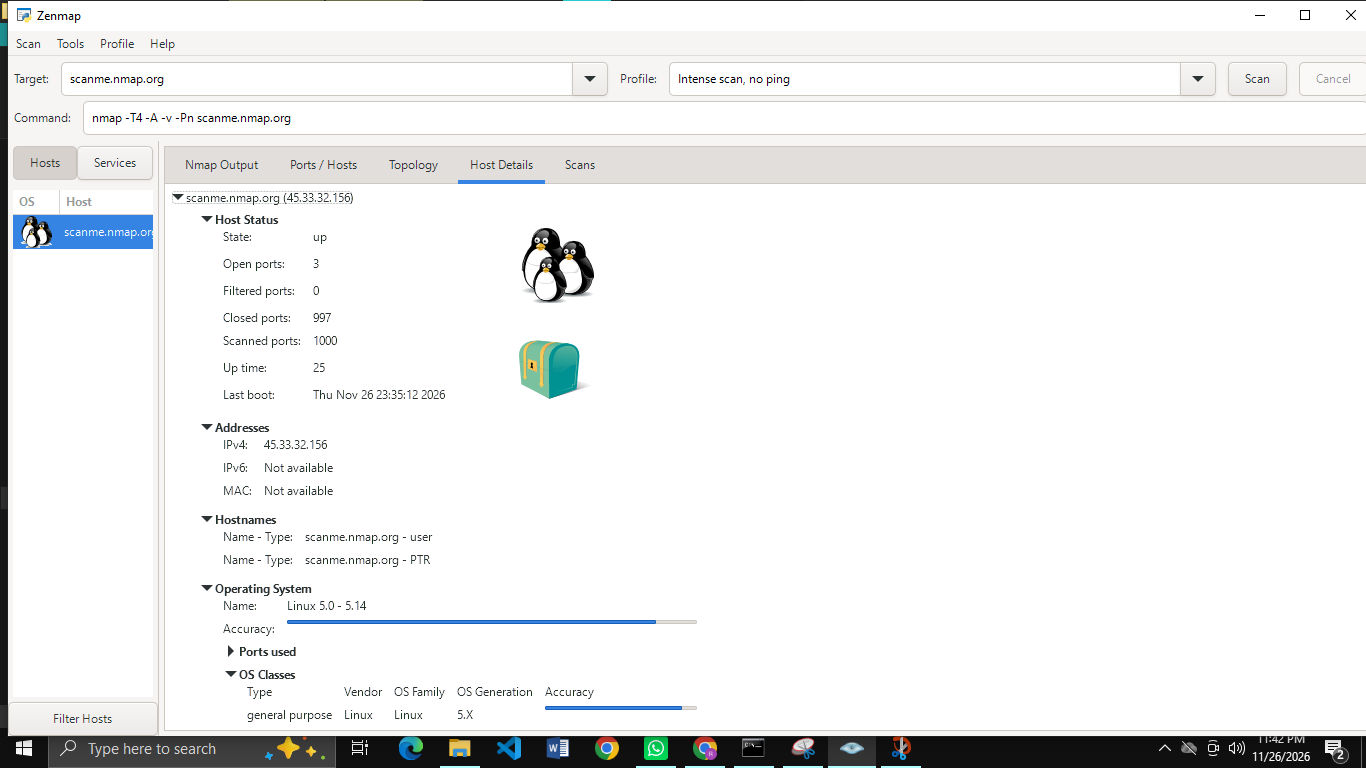 Zenmap
Scan Tools Profile Help
Target: scanme.nmap.org Profile: Intense scan, no ping Scan Cancel
Command: nmap -T4 -A -v -Pn scanme.nmap.org
Hosts Services
Nmap Output Ports / Hosts Topology Host Details Scans
OS Host
scanme.nmap.org
scanme.nmap.org (45.33.32.156)
Host Status
State: up
Open ports: 3
Filtered ports: 0
Closed ports: 997
Scanned ports: 1000
Up time: 25
Last boot: Thu Nov 26 23:35:12 2026
Addresses
IPv4: 45.33.32.156
IPv6: Not available
MAC: Not available
Hostnames
Name - Type: scanme.nmap.org - user
Name - Type: scanme.nmap.org - PTR
Operating System
Name: Linux 5.0 - 5.14
Accuracy:
Ports used
OS Classes
Type Vendor OS Family OS Generation Accuracy
general purpose Linux Linux 5.X
Filter Hosts
Type here to search
11:42 PM
11/26/2026
2